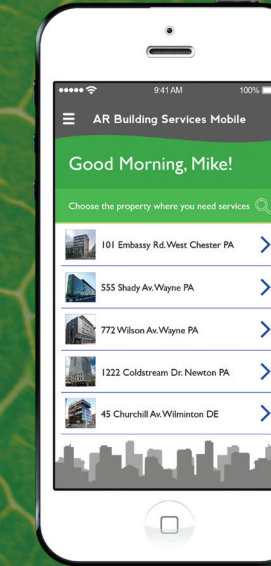 9:41 AM 100%
AR Building Services Mobile
Good Morning, Mike!
Choose the property where you need services
101 Embassy Rd. West Chester PA
555 Shady Av. Wayne PA
772 Wilson Av. Wayne PA
1222 Coldstream Dr. Newton PA
45 Churchill Av. Wilminton DE